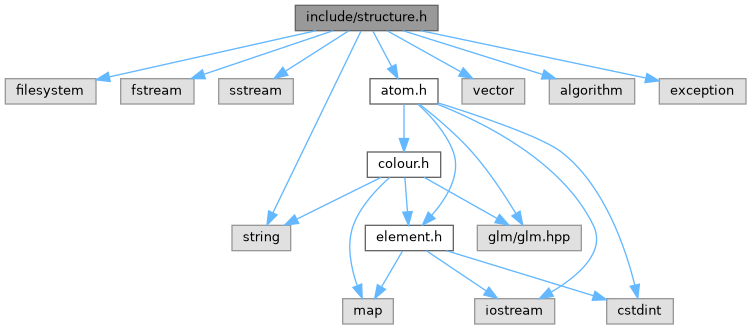 include/structure.h
filesystem
fstream
sstream
atom.h
vector
algorithm
exception
colour.h
string
element.h
glm/glm.hpp
map
iostream
cstdint